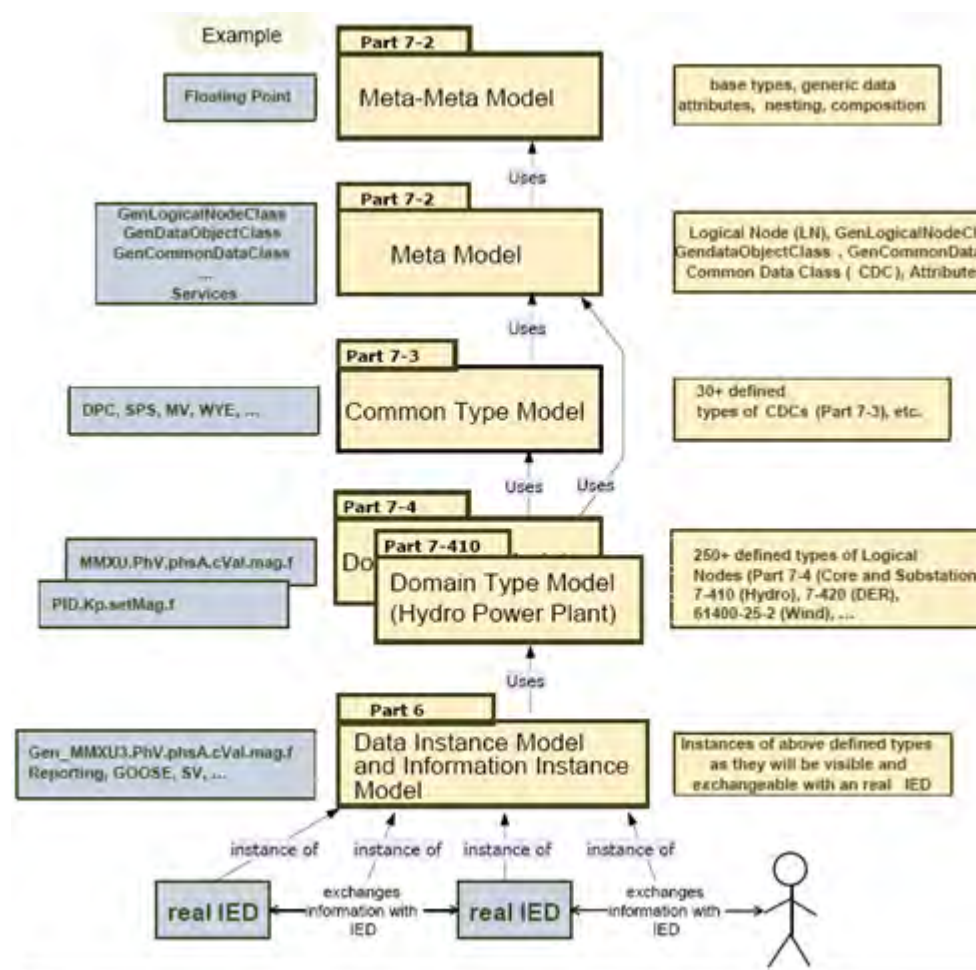 Example
Part 7-2
Floating Point
Meta-Meta Model
base types, generic data
attributes, nesting, composition
Uses
Part 7-2
GenLogicalNodeClass
GenDataObjectClass
GenCommonDataClass
...
Services
Meta Model
Logical Node (LN), GenLogicalNodeCl
GendataObjectClass , GenCommonData
Common Data Class ( CDC), Attribute
Uses
Part 7-3
DPC, SPS, MV, WYE, ...
Common Type Model
30+ defined
types of CDCs (Part 7-3), etc.
Uses
Uses
Part 7-4
Do
Part 7-410
MMXU.PhV.phsA.cVal.mag.f
PID.Kp.setMag.f
Domain Type Model
(Hydro Power Plant)
250+ defined types of Logical
Nodes (Part 7-4 (Core and Substation
7-410 (Hydro), 7-420 (DER),
61400-25-2 (Wind), ...
Uses
Part 6
Gen_MMXU3.PhV.phsA.cVal.mag.f
Reporting, GOOSE, SV, ...
Data Instance Model
and Information Instance
Model
Instances of above defined types
as they will be visible and
exchangeable with an real IED
instance of
instance of
instance of
instance of
real IED
exchanges
information with
IED
real IED
exchanges
information with
IED